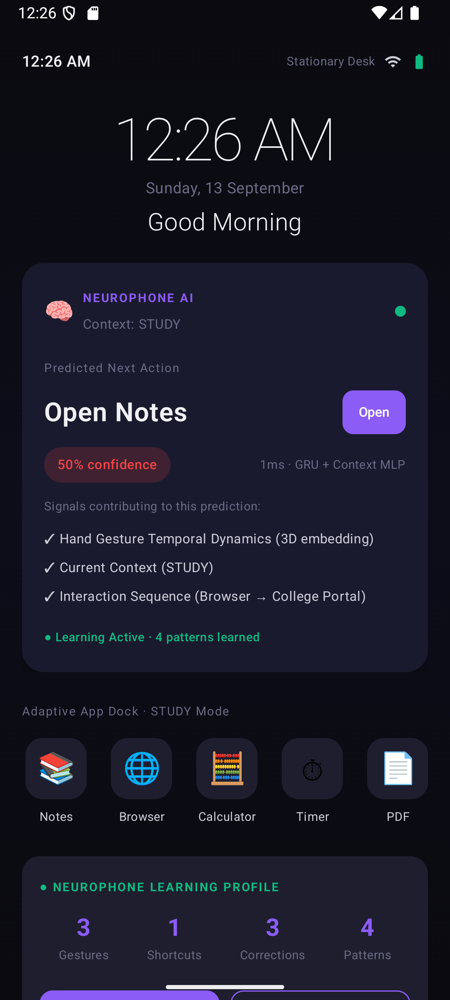 12:26
12:26 AM
Stationary Desk
12:26 AM
Sunday, 13 September
Good Morning
NEUROPHONE AI
Context: STUDY
Predicted Next Action
Open Notes
Open
50% confidence
1ms · GRU + Context MLP
Signals contributing to this prediction:
✓ Hand Gesture Temporal Dynamics (3D embedding)
✓ Current Context (STUDY)
✓ Interaction Sequence (Browser → College Portal)
● Learning Active · 4 patterns learned
Adaptive App Dock · STUDY Mode
Notes
Browser
Calculator
Timer
PDF
● NEUROPHONE LEARNING PROFILE
3
1
3
4
Gestures
Shortcuts
Corrections
Patterns